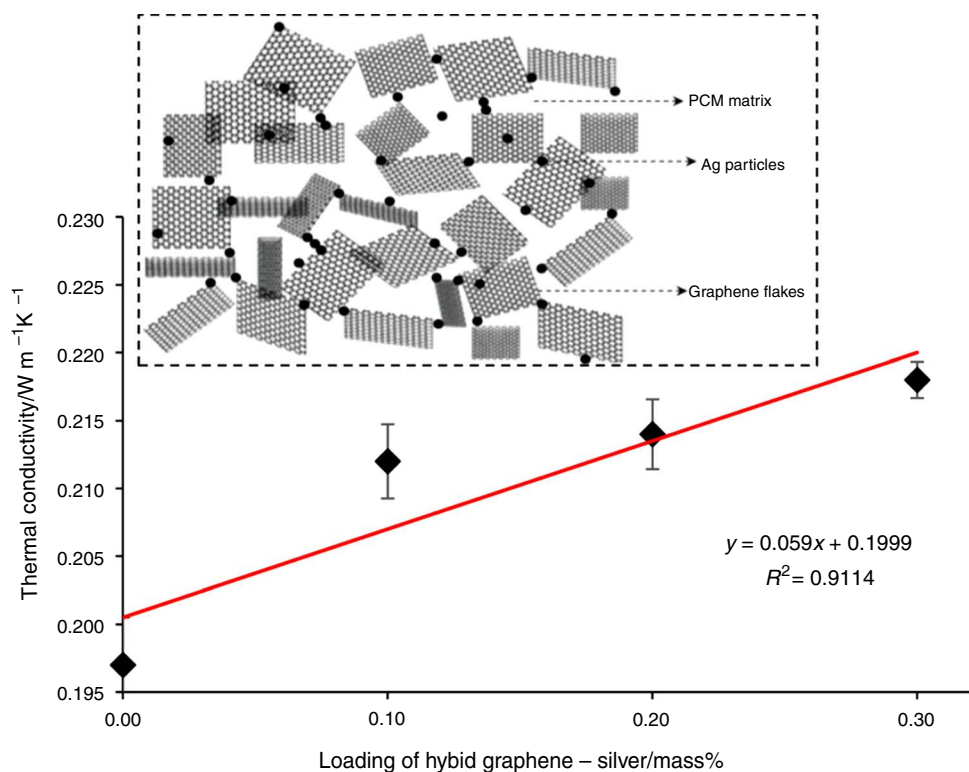 PCM matrix
Ag particles
Graphene flakes
Thermal conductivity/W m⁻¹K⁻¹
0.230
0.225
0.220
0.215
0.210
0.205
0.200
0.195
y = 0.059x + 0.1999
R² = 0.9114
0.00 0.10 0.20 0.30
Loading of hybid graphene – silver/mass%